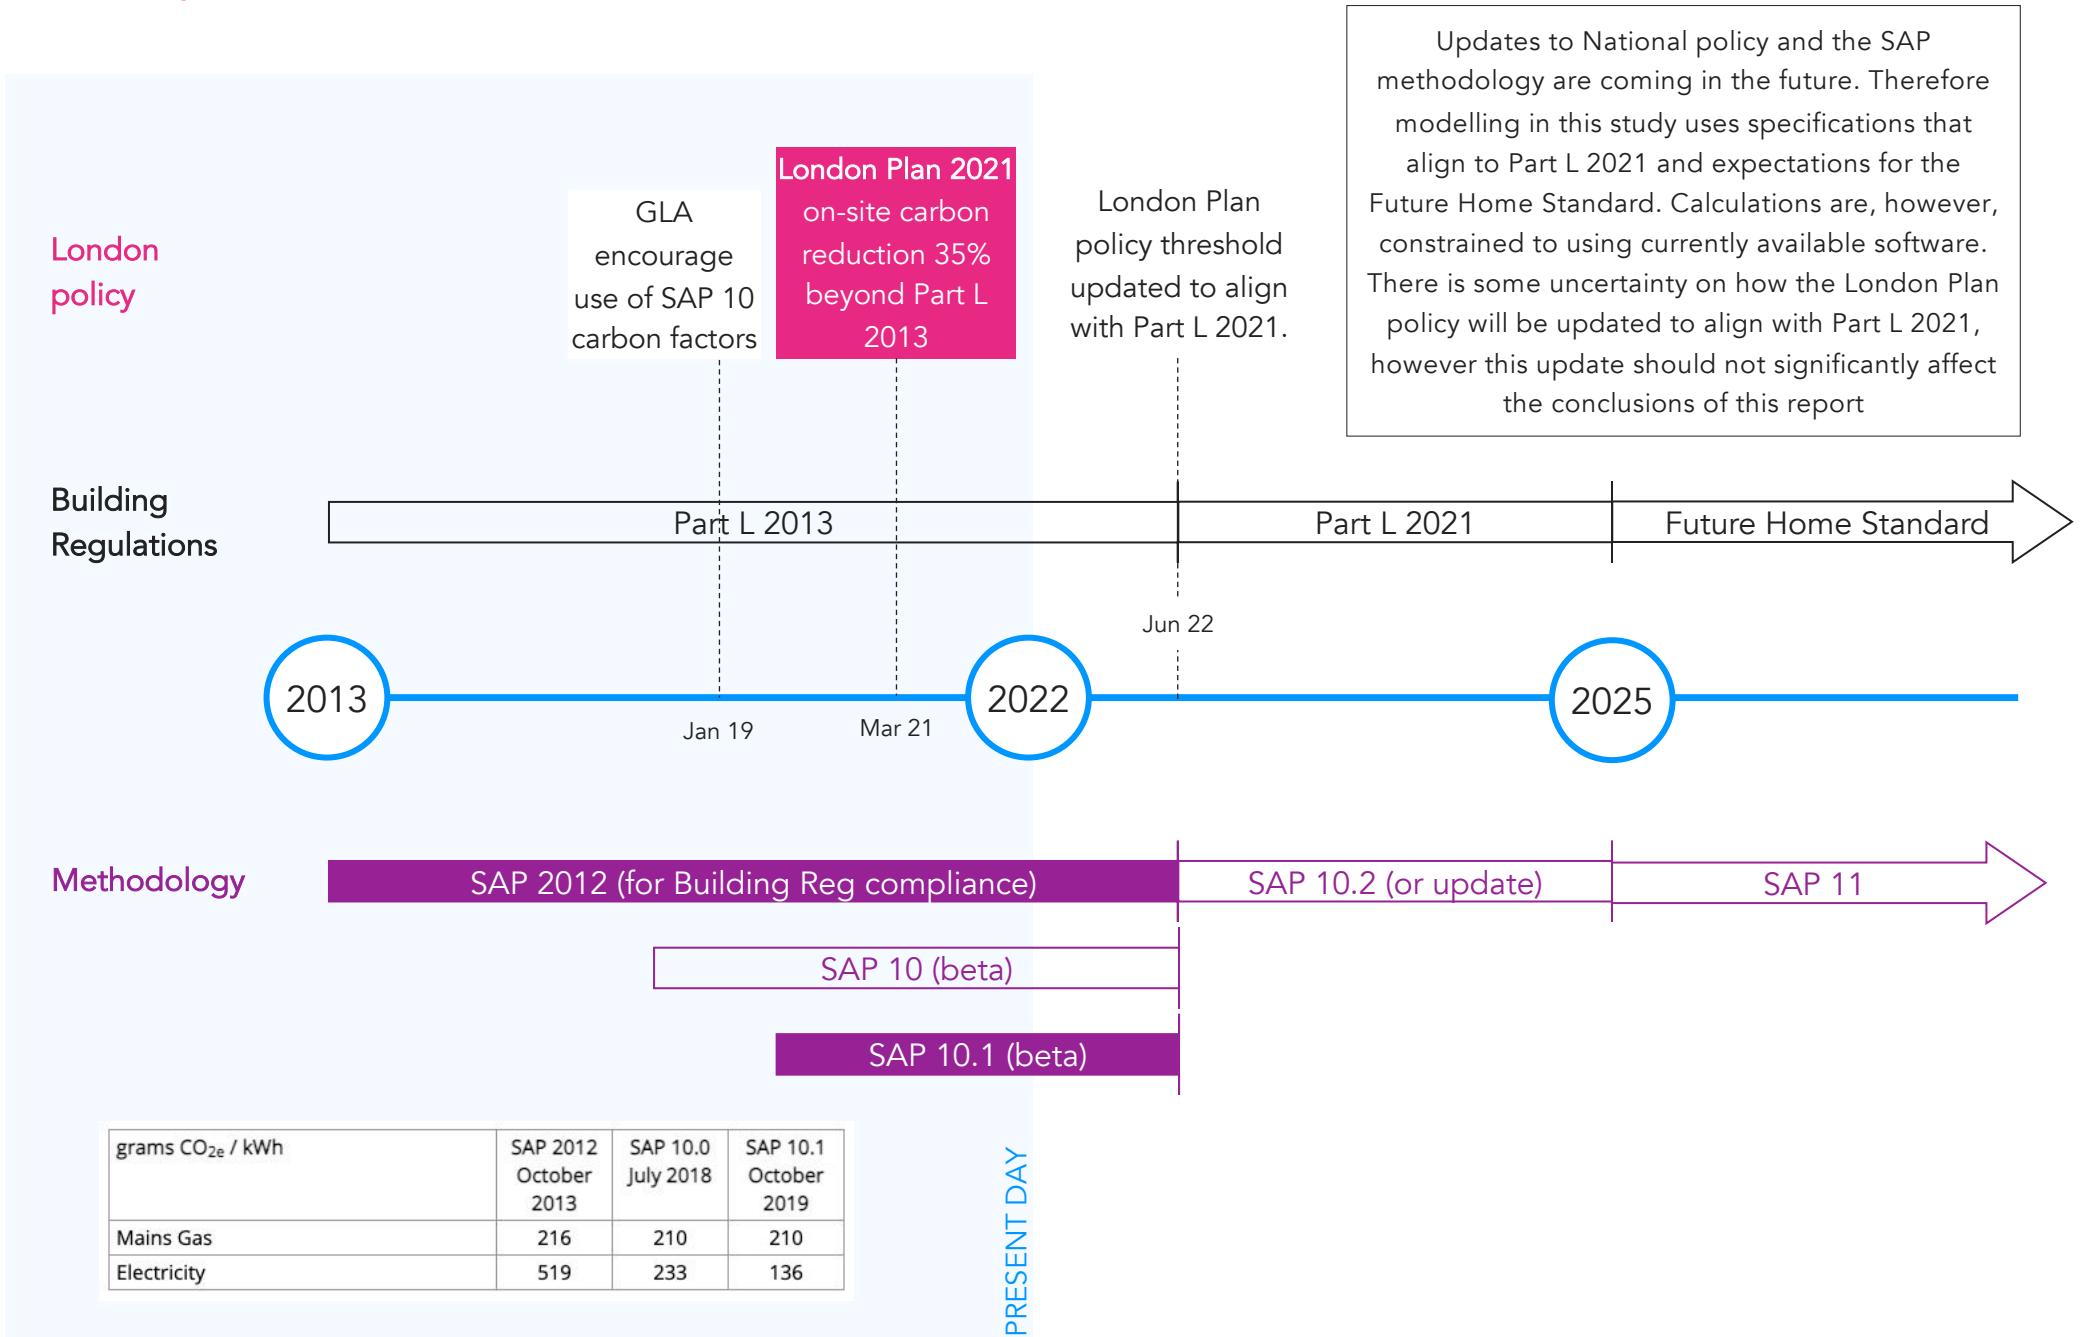 Updates to National policy and the SAP
methodology are coming in the future. Therefore
modelling in this study uses specifications that
align to Part L 2021 and expectations for the
Future Home Standard. Calculations are, however,
constrained to using currently available software.
There is some uncertainty on how the London Plan
policy will be updated to align with Part L 2021,
however this update should not significantly affect
the conclusions of this report
London
policy
GLA
encourage
use of SAP 10
carbon factors
London Plan 2021
on-site carbon
reduction 35%
beyond Part L
2013
London Plan
policy threshold
updated to align
with Part L 2021.
Building
Regulations
Part L 2013
Part L 2021
Future Home Standard
Jun 22
2013
2022
2025
Jan 19
Mar 21
Methodology
SAP 2012 (for Building Reg compliance)
SAP 10.2 (or update)
SAP 11
SAP 10 (beta)
SAP 10.1 (beta)
grams CO2e / kWh
SAP 2012
October
2013
SAP 10.0
July 2018
SAP 10.1
October
2019
Mains Gas 216 210 210
Electricity 519 233 136
PRESENT DAY